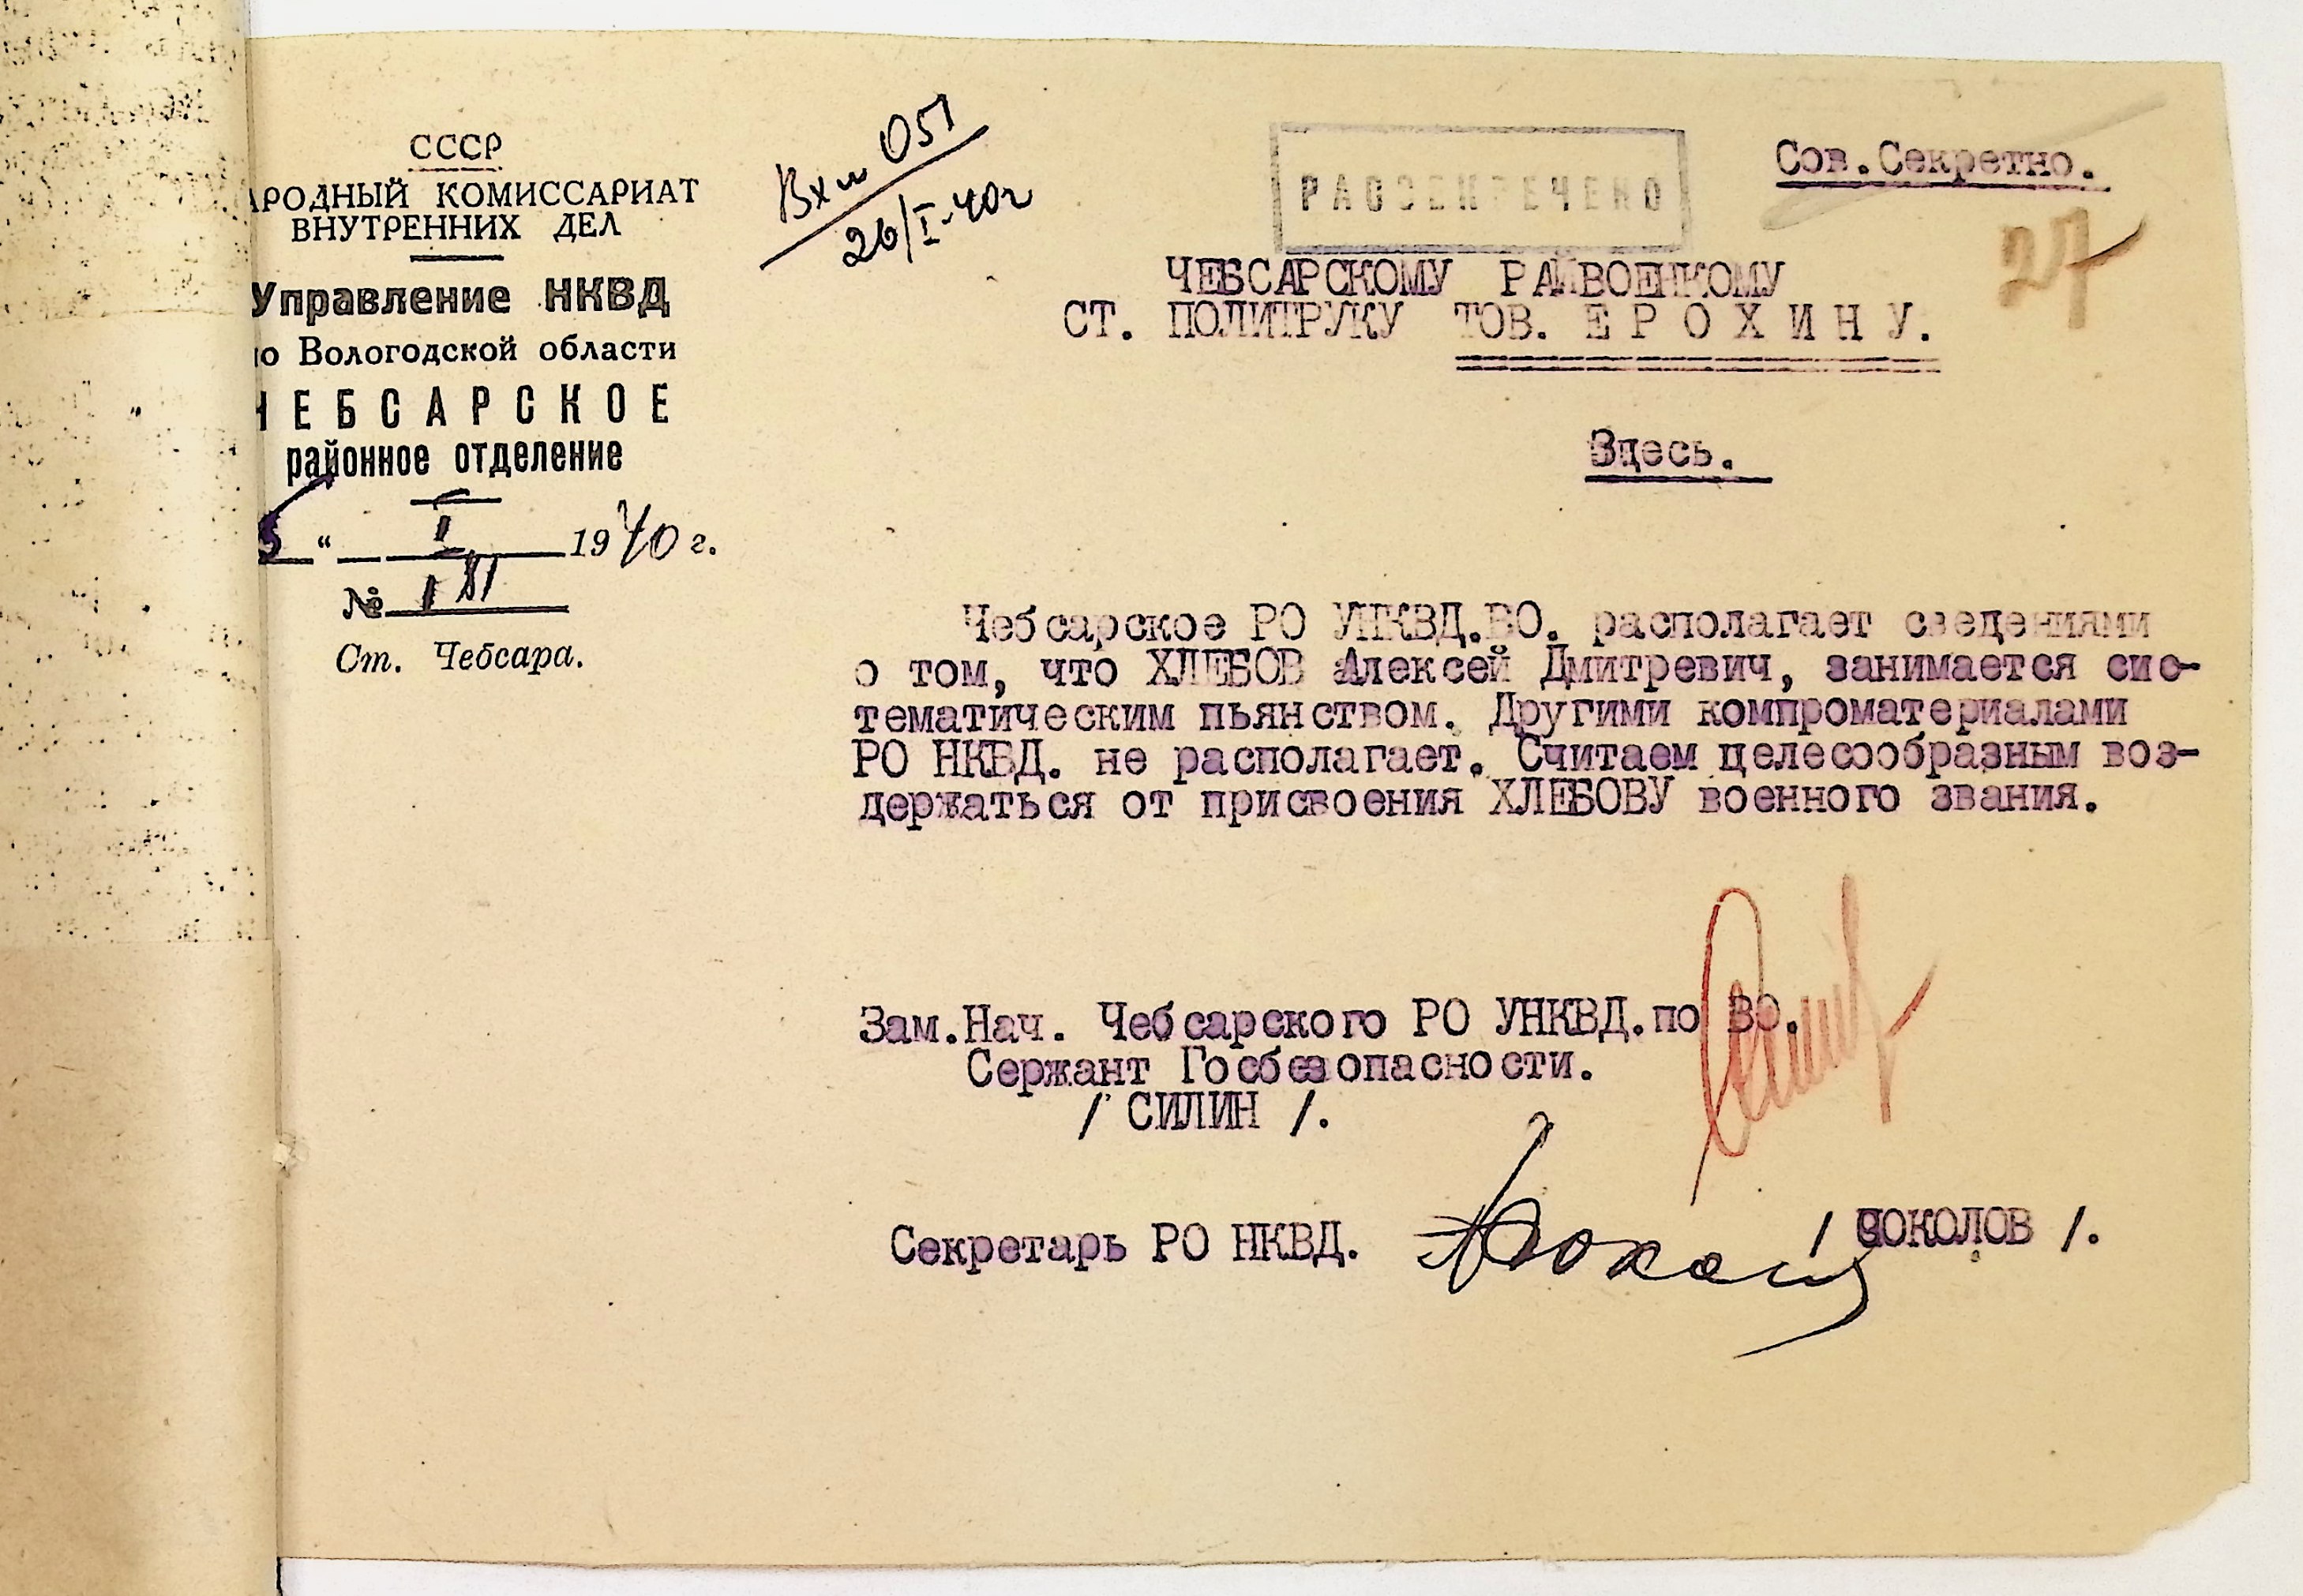 СССР
АРОДНЫЙ КОМИССАРИАТ
ВНУТРЕННИХ ДЕЛ
Управление НКВД
по Вологодской области
ЧЕБСАРСКОЕ
районное отделение
5 " I 1940 г.
№
Ст. Чебсара.
Вх № 051
26/I-40г
РАССЕКРЕЧЕНО
Сов.Секретно.
27
ЧЕБСАРСКОМУ РАЙВОЕНКОМУ
СТ. ПОЛИТРУКУ ТОВ. ЕРОХИНУ.
Здесь.
Чебсарское РО УНКВД.ВО. располагает сведениями
о том, что ХЛЕБОВ Алексей Дмитревич, занимается сис-
тематическим пьянством. Другими компроматериалами
РО НКВД. не располагает. Считаем целесообразным воз-
держаться от присвоения ХЛЕБОВУ военного звания.
Зам.Нач. Чебсарского РО УНКВД.по ВО.
Сержант Госбезопасности.
/ СИЛИН /.
Секретарь РО НКВД. / СОКОЛОВ /.